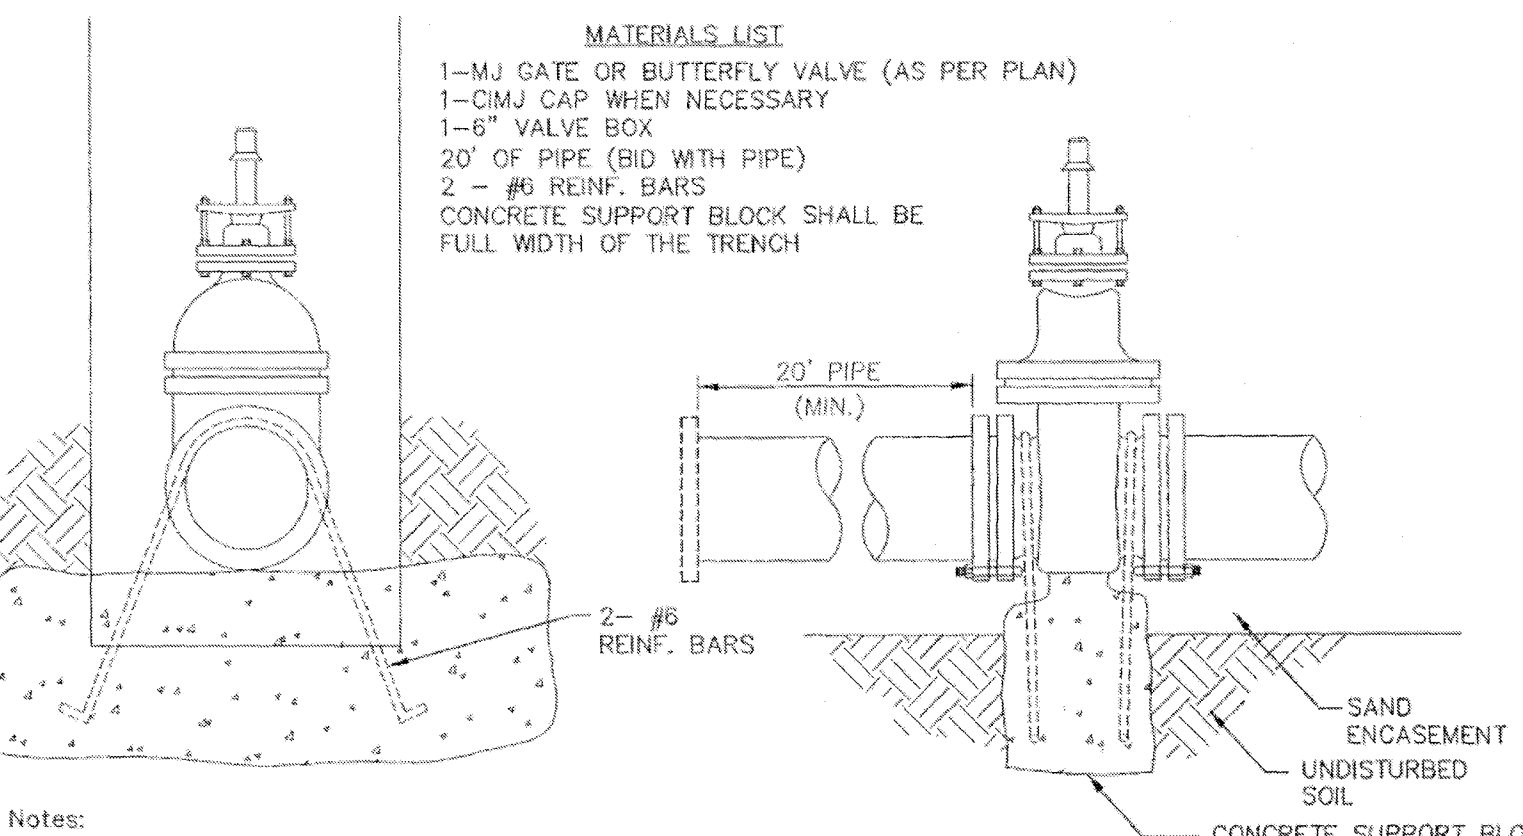 MATERIALS LIST
1-MJ GATE OR BUTTERFLY VALVE (AS PER PLAN)
1-CIMJ CAP WHEN NECESSARY
1-6" VALVE BOX
20' OF PIPE (BID WITH PIPE)
2 - #6 REINF. BARS
CONCRETE SUPPORT BLOCK SHALL BE
FULL WIDTH OF THE TRENCH
20' PIPE
(MIN.)
2- #6
REINF. BARS
SAND
ENCASEMENT
UNDISTURBED
SOIL
CONCRETE SUPPORT
Notes: